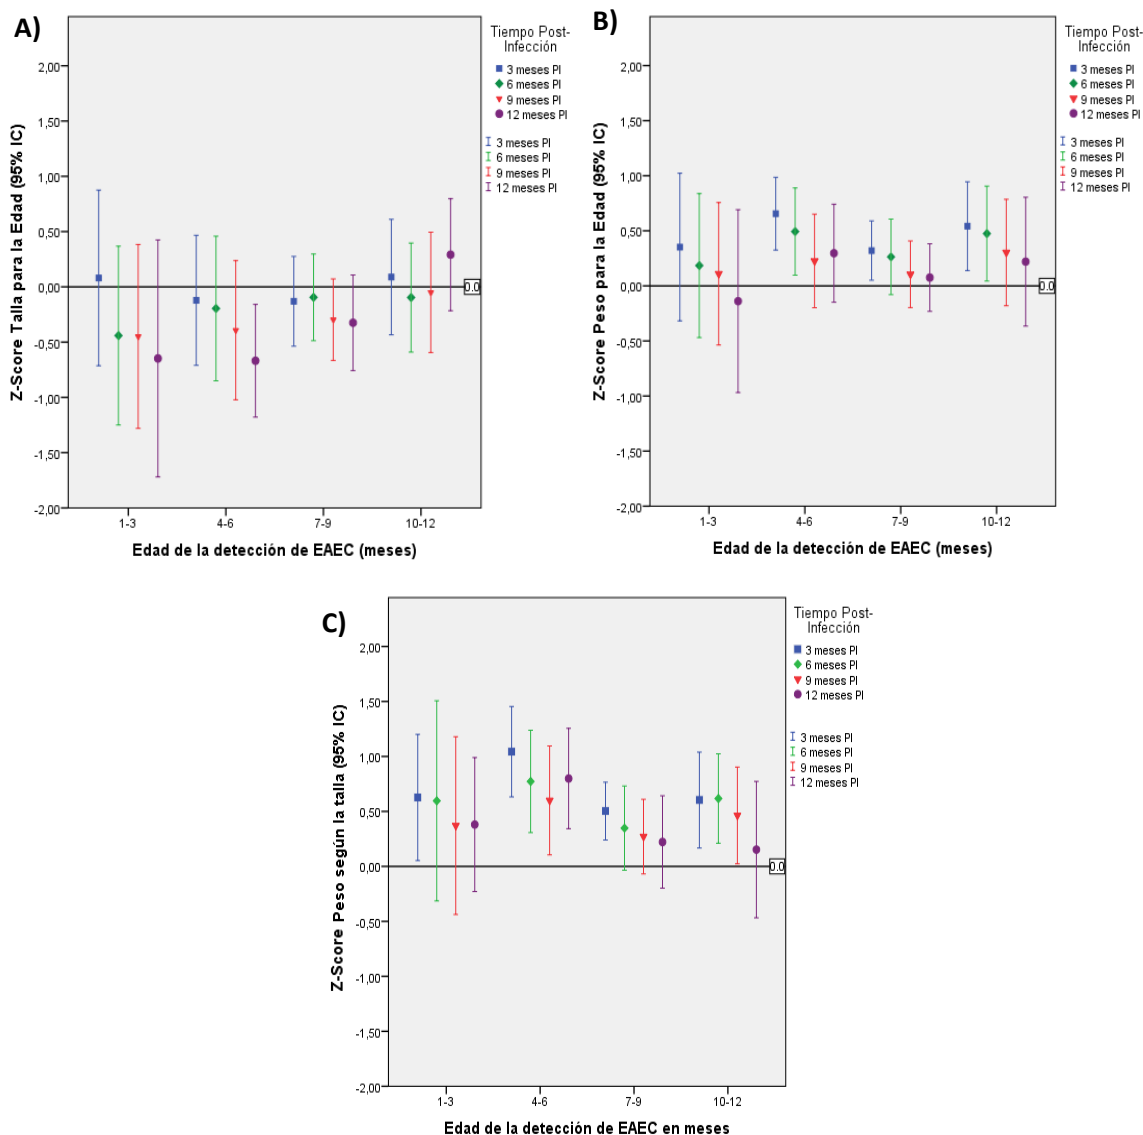 A)
Z-Score Talla para la Edad (95% IC)
2,00
1,50
1,00
0,50
0,00
-0,50
-1,00
-1,50
-2,00
0.0
1-3
4-6
7-9
10-12
Edad de la detección de EAEC (meses)
Tiempo Post-
Infección
3 meses PI
6 meses PI
9 meses PI
12 meses PI
3 meses PI
6 meses PI
9 meses PI
12 meses PI
B)
Z-Score Peso para la Edad (95% IC)
2,00
1,50
1,00
0,50
0,00
-0,50
-1,00
-1,50
-2,00
0.0
1-3
4-6
7-9
10-12
Edad de la detección de EAEC (meses)
Tiempo Post-
Infección
3 meses PI
6 meses PI
9 meses PI
12 meses PI
3 meses PI
6 meses PI
9 meses PI
12 meses PI
C)
Z-Score Peso según la talla (95% IC)
2,00
1,50
1,00
0,50
0,00
-0,50
-1,00
-1,50
-2,00
0.0
1-3
4-6
7-9
10-12
Edad de la detección de EAEC en meses
Tiempo Post-
Infección
3 meses PI
6 meses PI
9 meses PI
12 meses PI
3 meses PI
6 meses PI
9 meses PI
12 meses PI